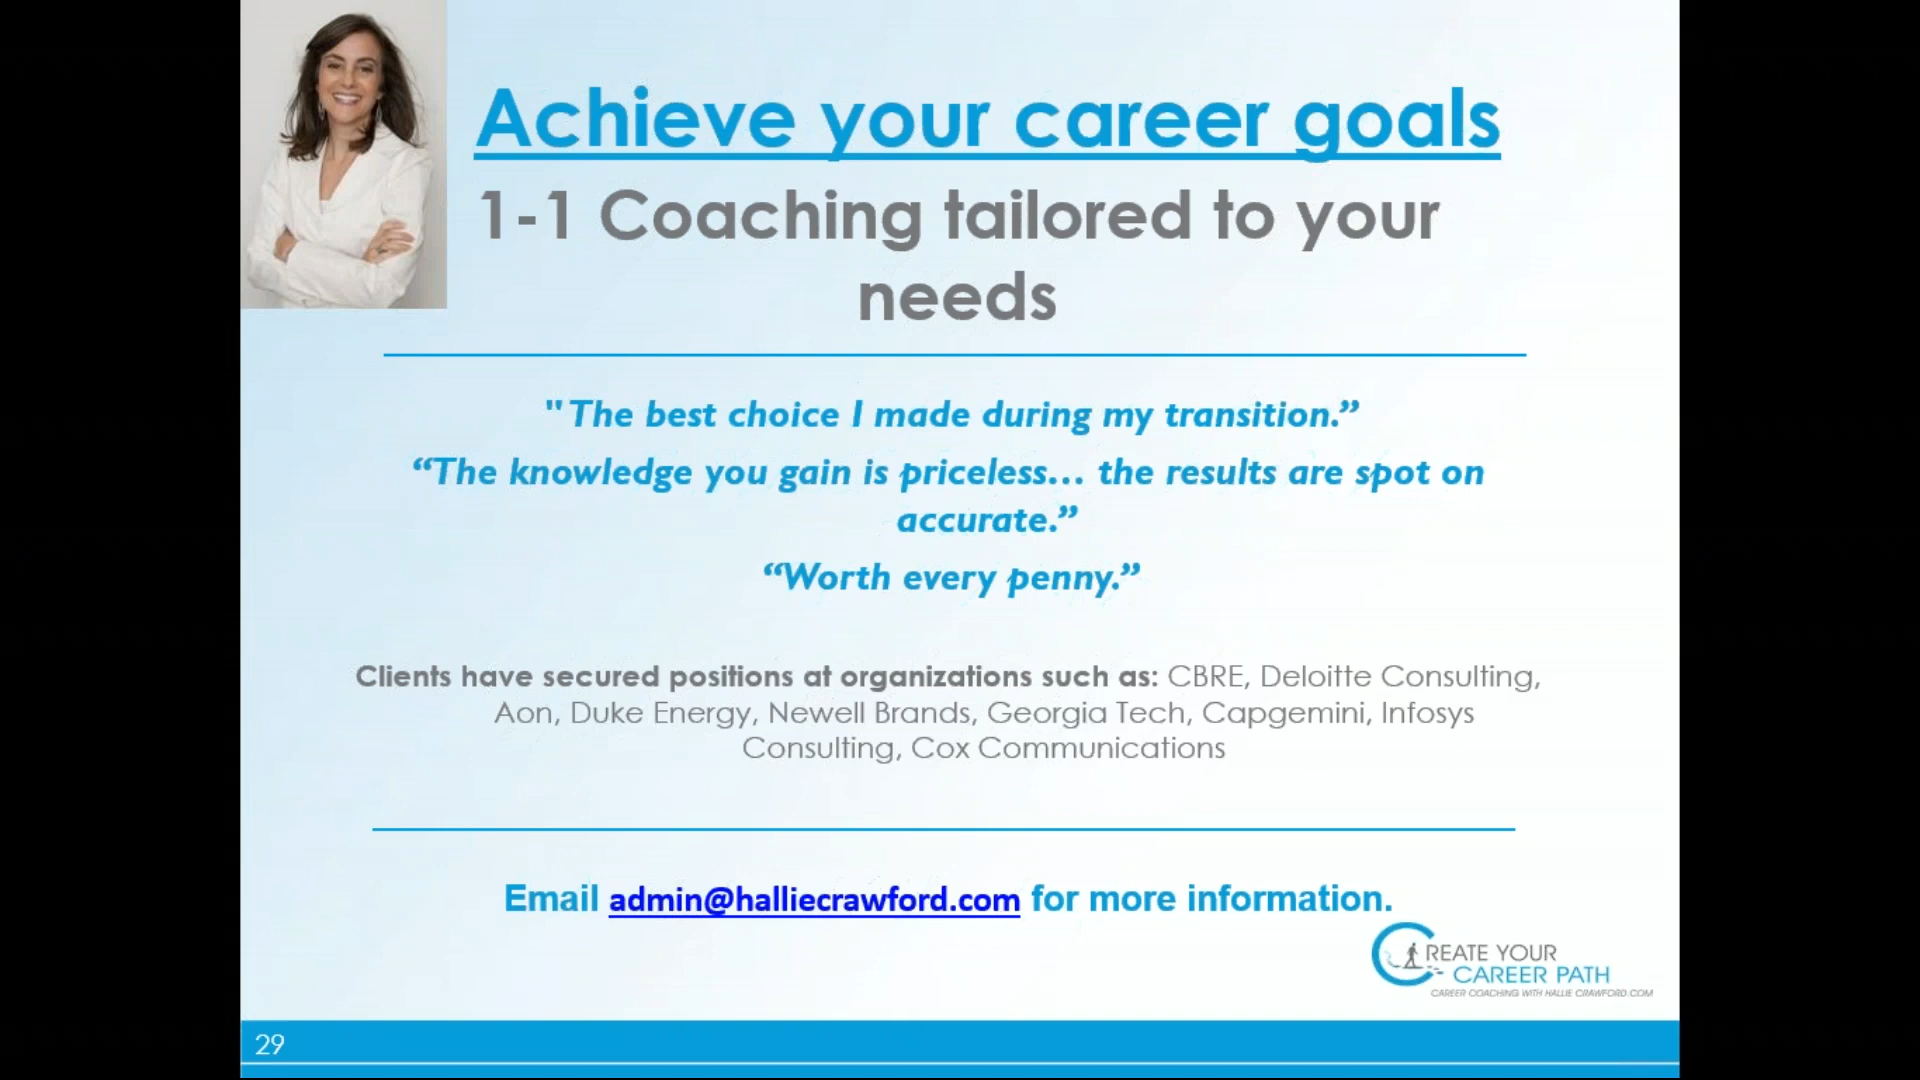 Achieve your career goals
1-1 Coaching tailored to your
needs
"The best choice I made during my transition.”
“The knowledge you gain is priceless… the results are spot on
accurate.”
“Worth every penny.”
Clients have secured positions at organizations such as: CBRE, Deloitte Consulting,
Aon, Duke Energy, Newell Brands, Georgia Tech, Capgemini, Infosys
Consulting, Cox Communications
Email admin@halliecrawford.com for more information.
CREATE YOUR
CAREER PATH
CAREER COACHING WITH HALLIE CRAWFORD.COM
29